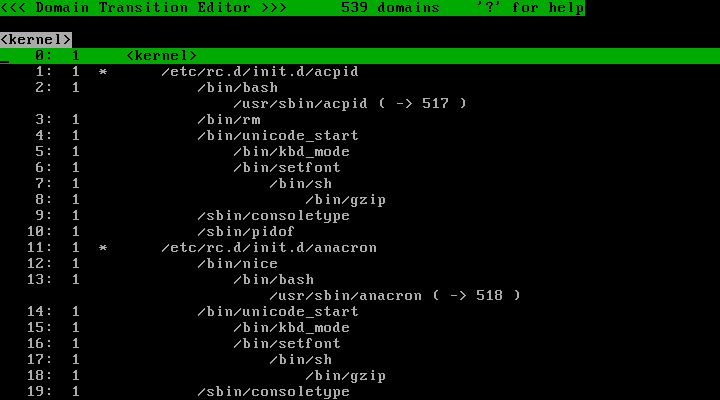 <<< Domain Transition Editor >>>      539 domains    '?' for help
<kernel>
_   0:  1     <kernel>
    1:  1  *      /etc/rc.d/init.d/acpid
    2:  1             /bin/bash
                          /usr/sbin/acpid ( -> 517 )
    3:  1             /bin/rm
    4:  1             /bin/unicode_start
    5:  1                 /bin/kbd_mode
    6:  1                 /bin/setfont
    7:  1                     /bin/sh
    8:  1                         /bin/gzip
    9:  1             /sbin/consoletype
   10:  1             /sbin/pidof
   11:  1  *      /etc/rc.d/init.d/anacron
   12:  1             /bin/nice
   13:  1                 /bin/bash
                              /usr/sbin/anacron ( -> 518 )
   14:  1             /bin/unicode_start
   15:  1                 /bin/kbd_mode
   16:  1                 /bin/setfont
   17:  1                     /bin/sh
   18:  1                         /bin/gzip
   19:  1             /sbin/consoletype